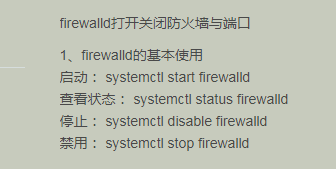 firewalld打开关闭防火墙与端口
1、firewalld的基本使用
启动： systemctl start firewalld
查看状态： systemctl status firewalld
停止： systemctl disable firewalld
禁用： systemctl stop firewalld